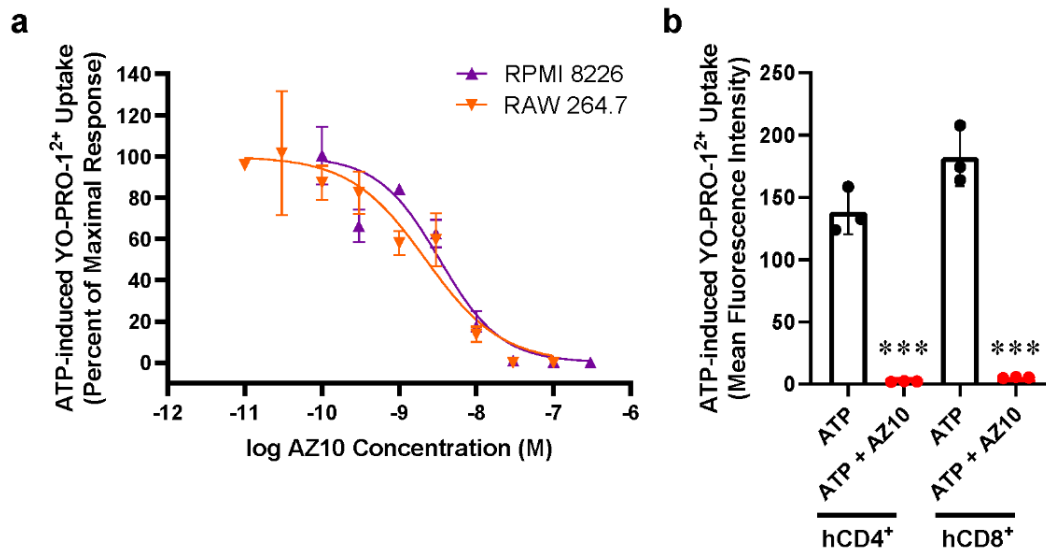 a
ATP-induced YO-PRO-1²⁺ Uptake
(Percent of Maximal Response)
140
120
100
80
60
40
20
0
-12
-11
-10
-9
-8
-7
-6
log AZ10 Concentration (M)
RPMI 8226
RAW 264.7
b
ATP-induced YO-PRO-1²⁺ Uptake
(Mean Fluorescence Intensity)
250
200
150
100
50
0
***
***
ATP
ATP + AZ10
ATP
ATP + AZ10
hCD4⁺
hCD8⁺